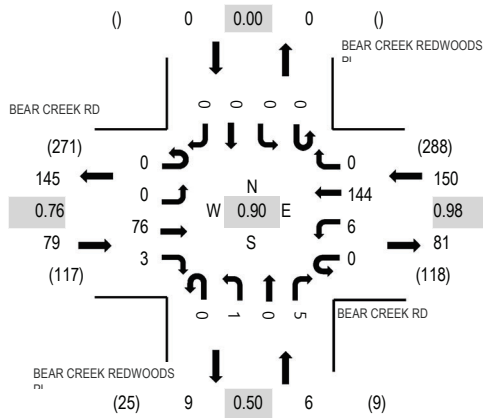 () 0 0.00 0 ()
BEAR CREEK REDWOODS
BEAR CREEK RD
0 0 0 0
(271) 0 0 (288)
145 0 N 144 150
0.76 W 0.90 E 0.98
79 76 S 6 81
(117) 3 0 (118)
0 1 0 5
BEAR CREEK RD
BEAR CREEK REDWOODS
(25) 9 0.50 6 (9)